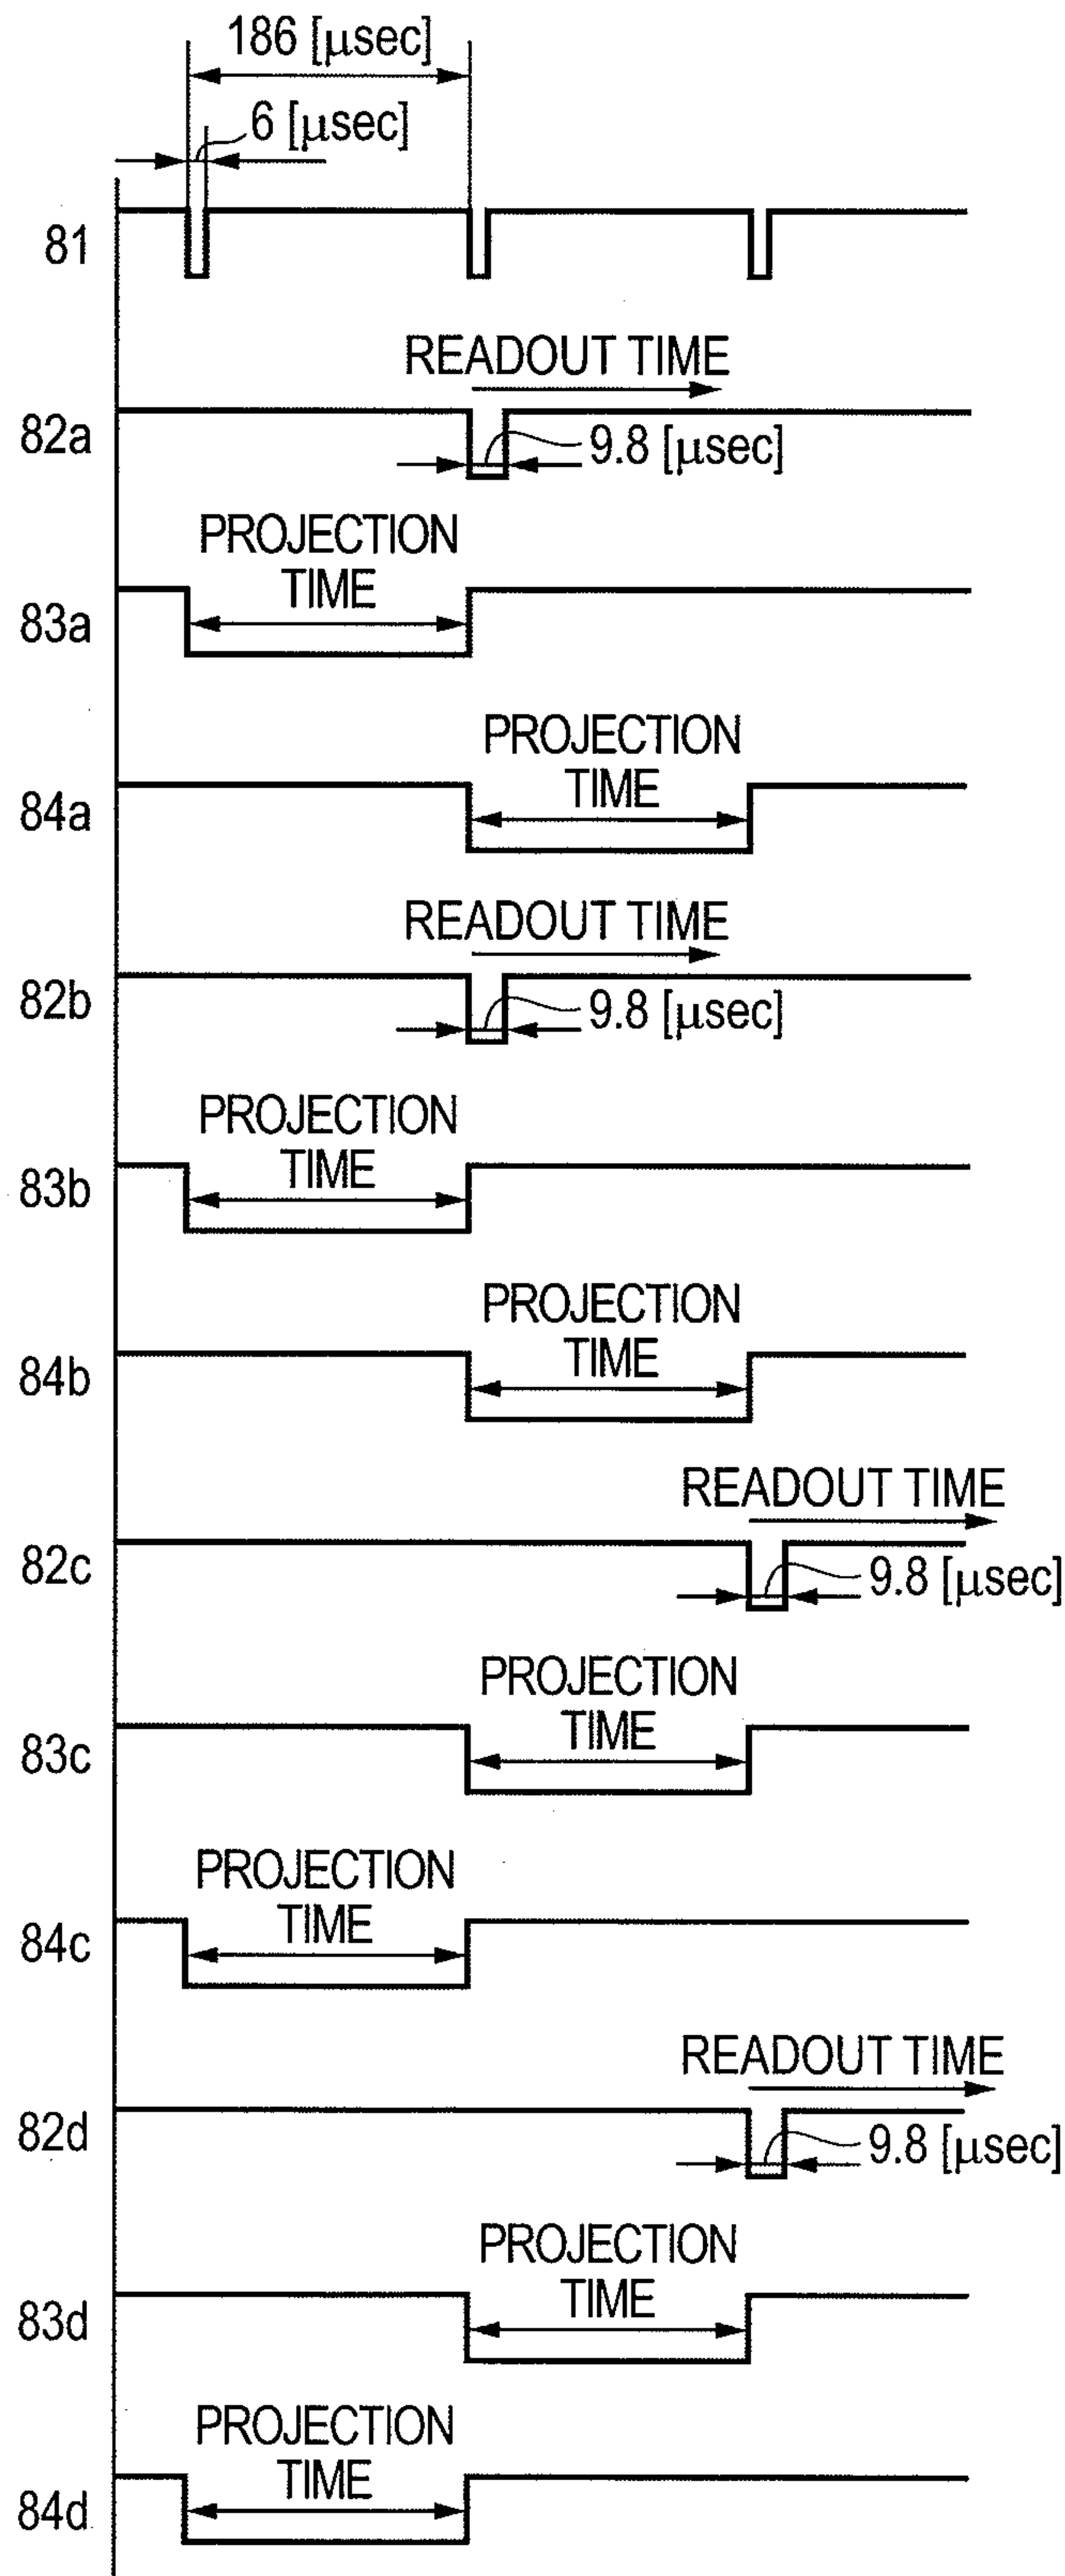 186 [μsec]
6 [μsec]
81
READOUT TIME
82a
9.8 [μsec]
PROJECTION
TIME
83a
PROJECTION
TIME
84a
READOUT TIME
82b
9.8 [μsec]
PROJECTION
TIME
83b
PROJECTION
TIME
84b
READOUT TIME
82c
9.8 [μsec]
PROJECTION
TIME
83c
PROJECTION
TIME
84c
READOUT TIME
82d
9.8 [μsec]
PROJECTION
TIME
83d
PROJECTION
TIME
84d